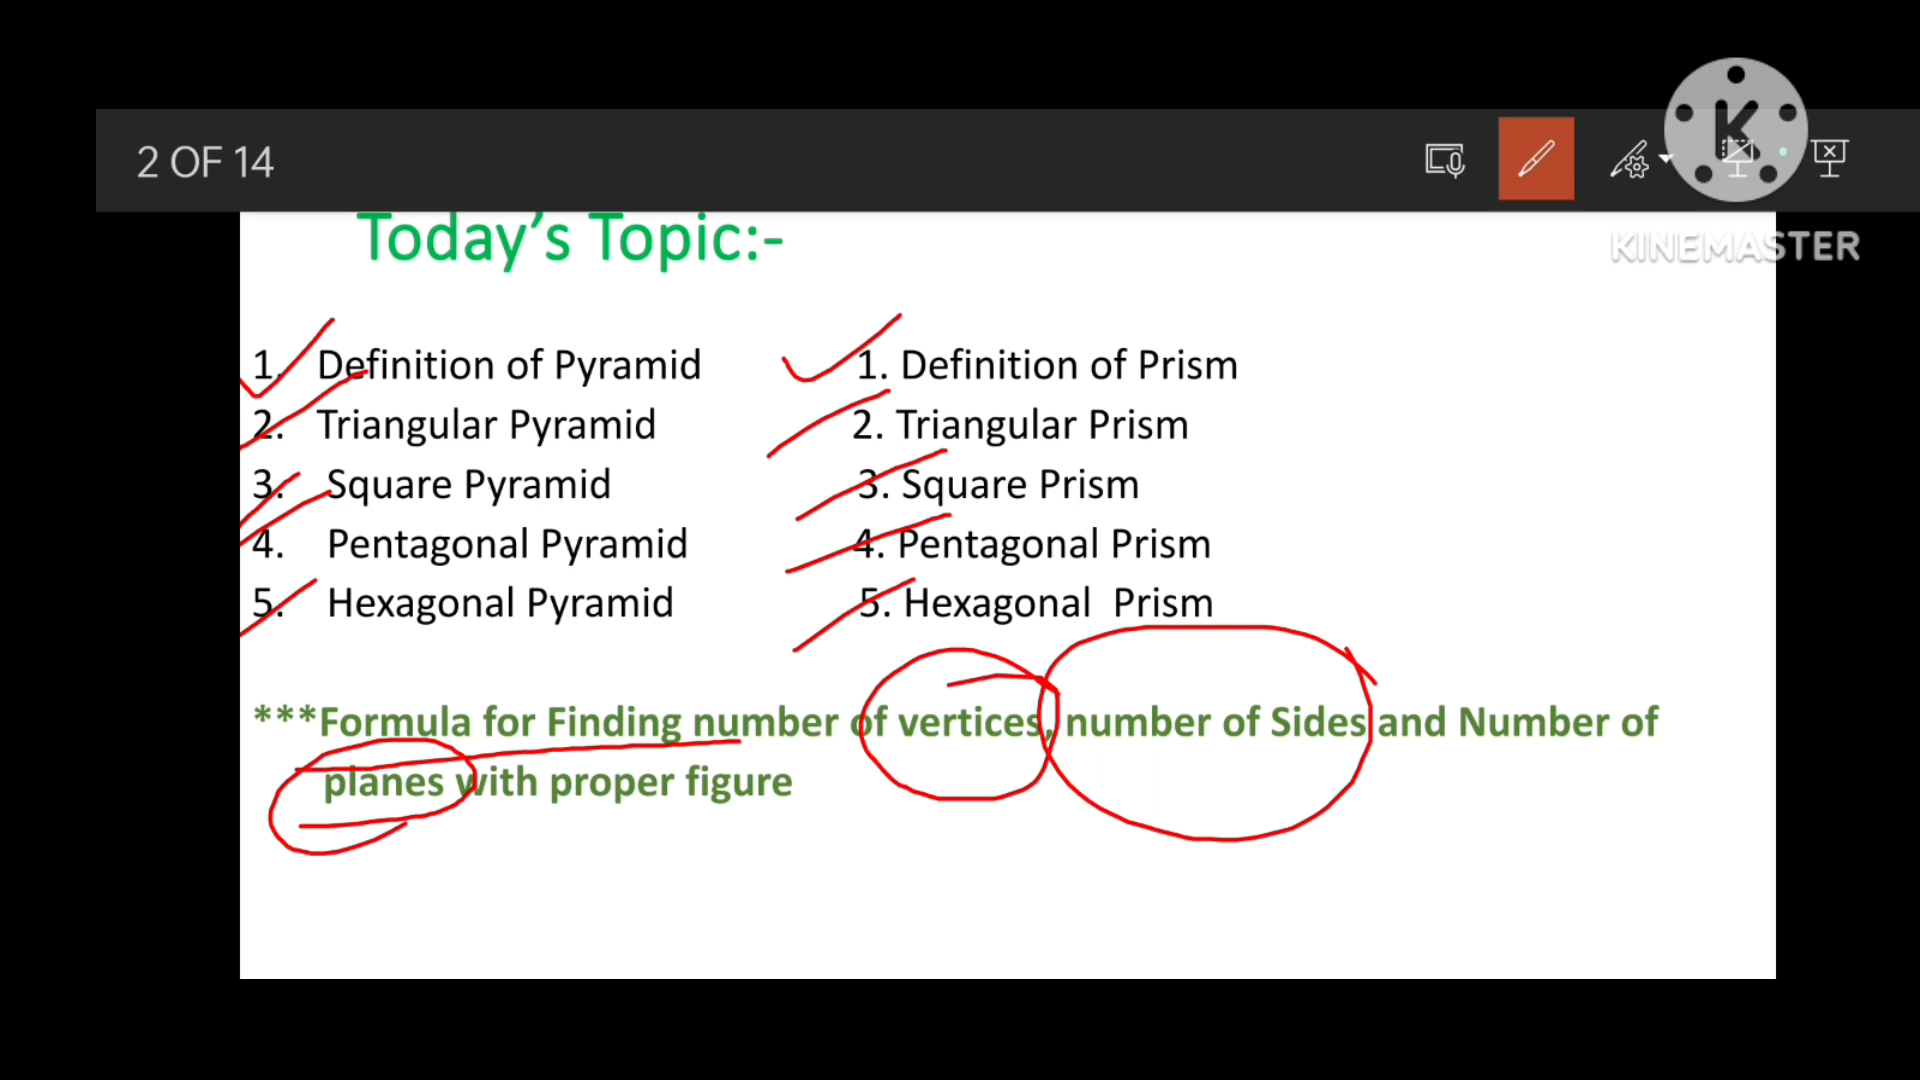 2 OF 14
K
KINEMASTER
Today’s Topic:-
1. Definition of Pyramid
2. Triangular Pyramid
3. Square Pyramid
4. Pentagonal Pyramid
5. Hexagonal Pyramid
1. Definition of Prism
2. Triangular Prism
3. Square Prism
4. Pentagonal Prism
5. Hexagonal Prism
***Formula for Finding number of vertices, number of Sides and Number of
planes with proper figure